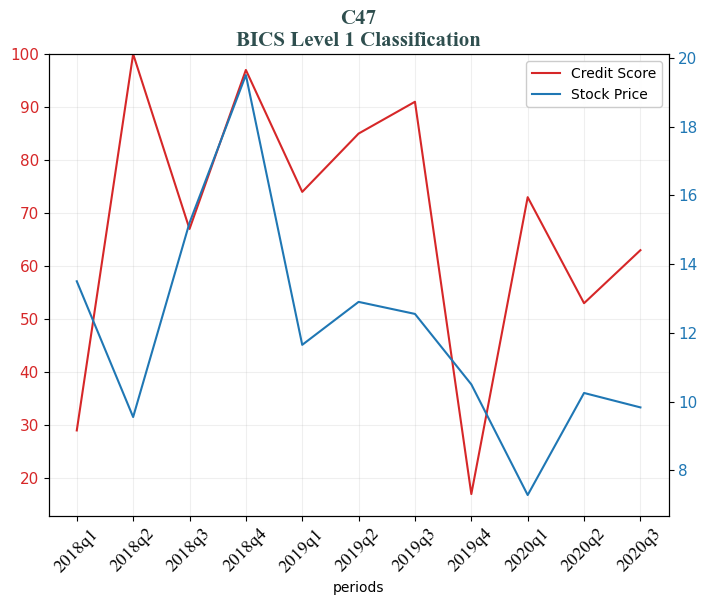 C47
BICS Level 1 Classification
100
90
80
70
60
50
40
30
20
20
18
16
14
12
10
8
Credit Score
Stock Price
2018q1
2018q2
2018q3
2018q4
2019q1
2019q2
2019q3
2019q4
2020q1
2020q2
2020q3
periods